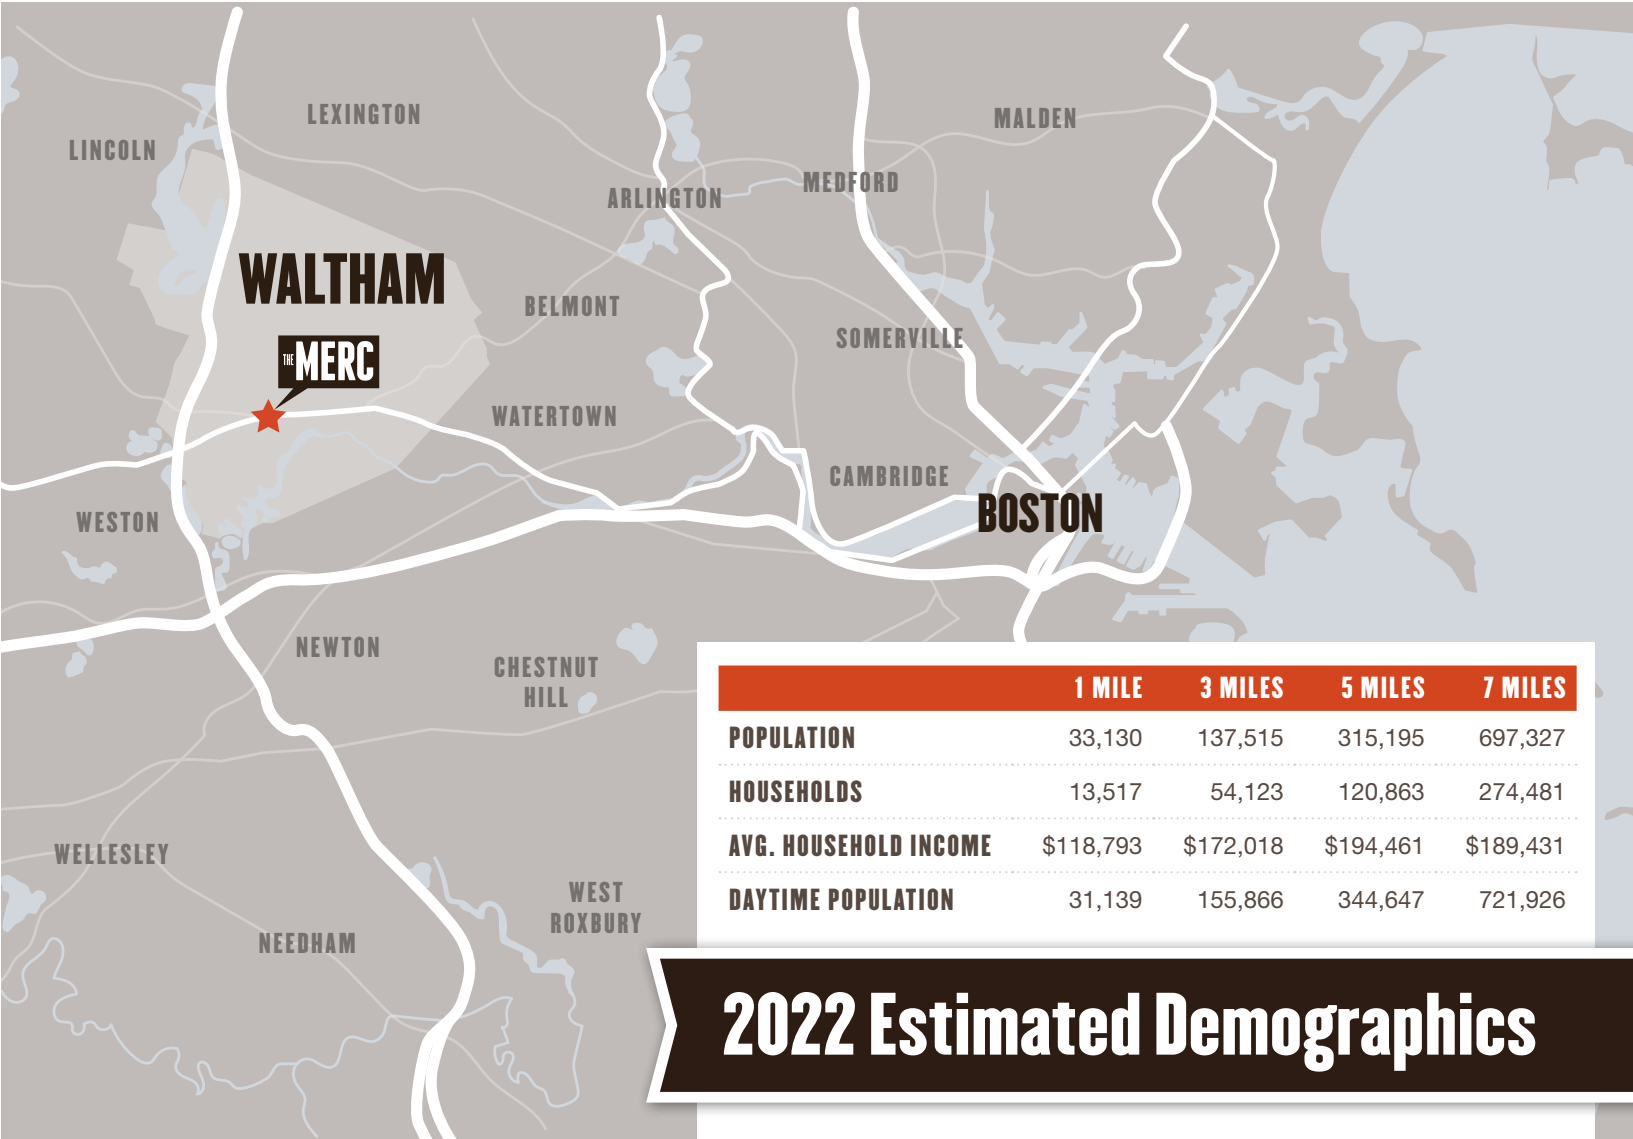 LEXINGTON
MALDEN
LINCOLN
MEDFORD
ARLINGTON
WALTHAM
BELMONT
SOMERVILLE
THE MERC
WATERTOWN
CAMBRIDGE
BOSTON
WESTON
NEWTON
CHESTNUT
HILL
WELLESLEY
WEST
ROXBURY
NEEDHAM
1 MILE 3 MILES 5 MILES 7 MILES
POPULATION 33,130 137,515 315,195 697,327
HOUSEHOLDS 13,517 54,123 120,863 274,481
AVG. HOUSEHOLD INCOME $118,793 $172,018 $194,461 $189,431
DAYTIME POPULATION 31,139 155,866 344,647 721,926
2022 Estimated Demographics